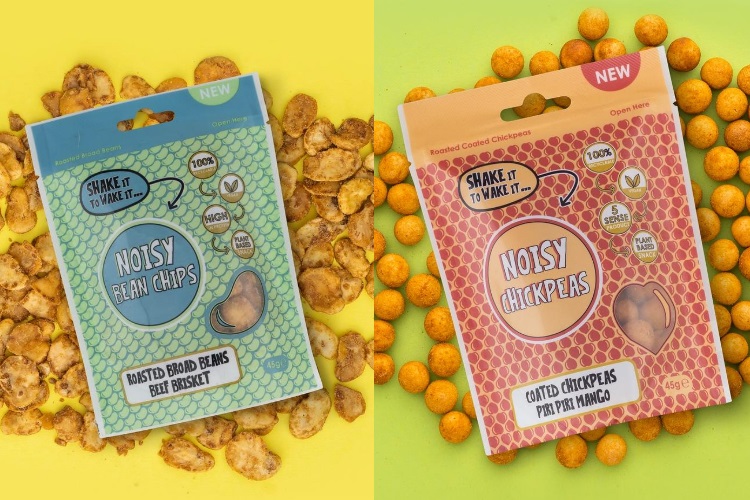 NEW
Open Here
Roasted Broad Beans
SHAKE IT
TO WAKE IT...
100%
HIGH
PLANT
BASED
NOISY
BEAN CHIPS
ROASTED BROAD BEANS
BEEF BRISKET
45g
NEW
Open Here
Roasted Coated Chickpeas
SHAKE IT
TO WAKE IT...
100%
5
SENSE
PLANT
BASED
SNACK
NOISY
CHICKPEAS
COATED CHICKPEAS
PIRI PIRI MANGO
45g e